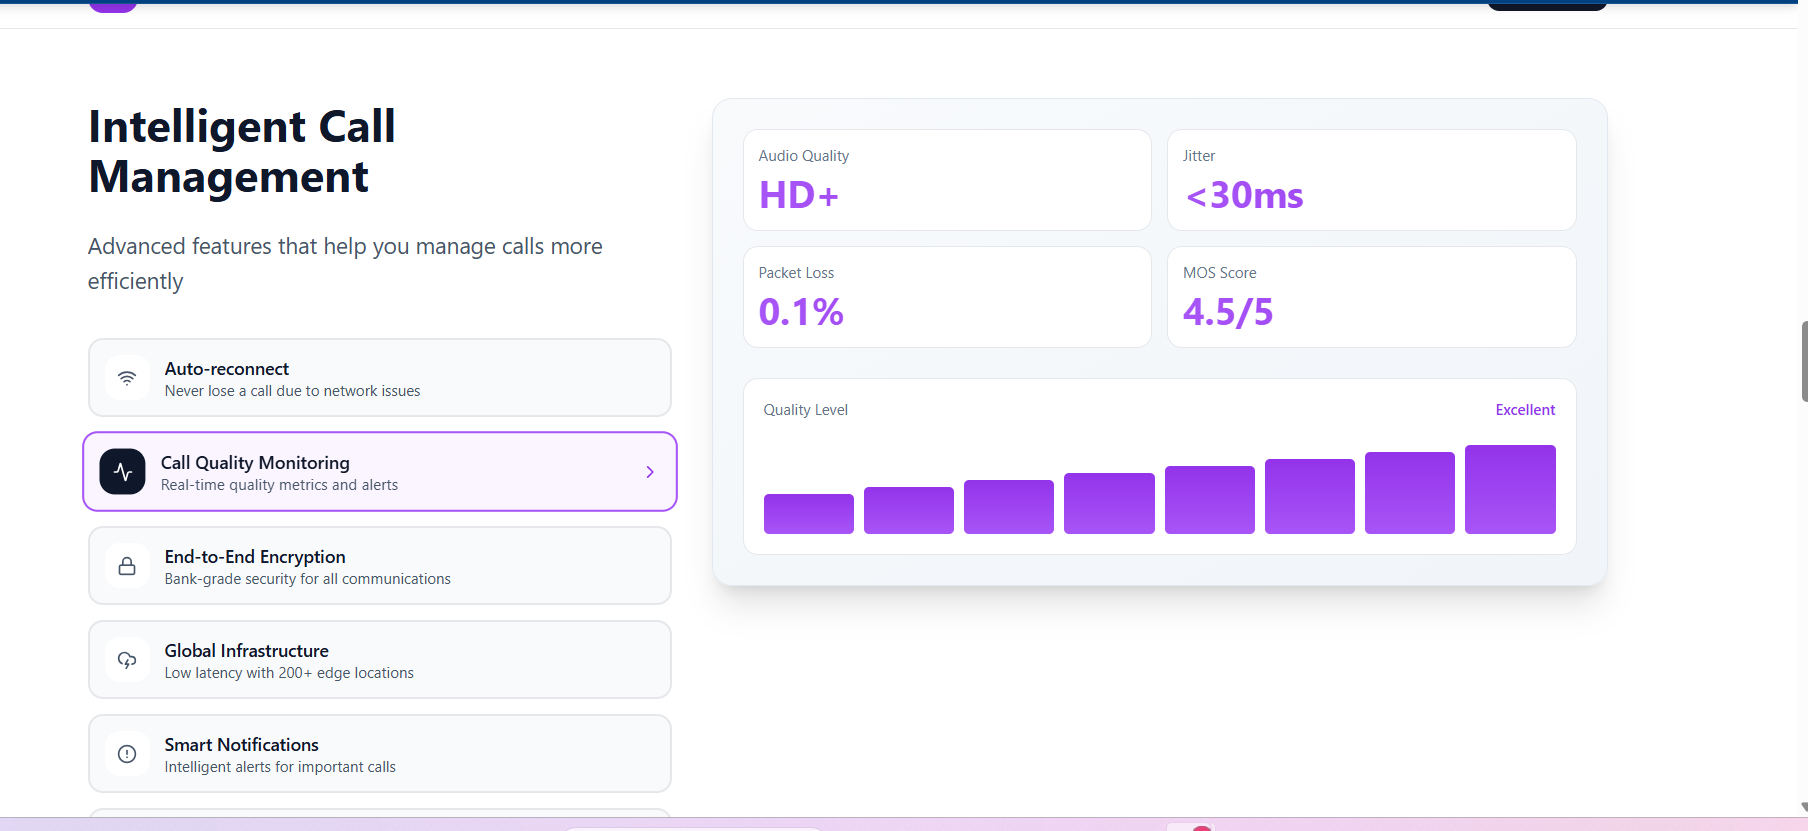 Intelligent Call
Management
Advanced features that help you manage calls more
efficiently
Auto-reconnect
Never lose a call due to network issues
Call Quality Monitoring
Real-time quality metrics and alerts
End-to-End Encryption
Bank-grade security for all communications
Global Infrastructure
Low latency with 200+ edge locations
Smart Notifications
Intelligent alerts for important calls
Audio Quality
HD+
Jitter
<30ms
Packet Loss
0.1%
MOS Score
4.5/5
Quality Level
Excellent